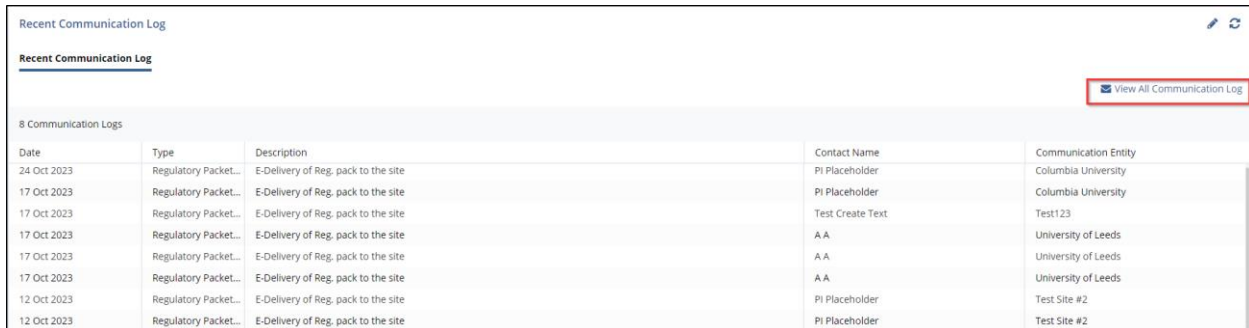 Recent Communication Log
Recent Communication Log
View All Communication Log
8 Communication Logs
Date Type Description Contact Name Communication Entity
24 Oct 2023 Regulatory Packet... E-Delivery of Reg. pack to the site PI Placeholder Columbia University
17 Oct 2023 Regulatory Packet... E-Delivery of Reg. pack to the site PI Placeholder Columbia University
17 Oct 2023 Regulatory Packet... E-Delivery of Reg. pack to the site Test Create Text Test123
17 Oct 2023 Regulatory Packet... E-Delivery of Reg. pack to the site A A University of Leeds
17 Oct 2023 Regulatory Packet... E-Delivery of Reg. pack to the site A A University of Leeds
17 Oct 2023 Regulatory Packet... E-Delivery of Reg. pack to the site A A University of Leeds
12 Oct 2023 Regulatory Packet... E-Delivery of Reg. pack to the site PI Placeholder Test Site #2
12 Oct 2023 Regulatory Packet... E-Delivery of Reg. pack to the site PI Placeholder Test Site #2